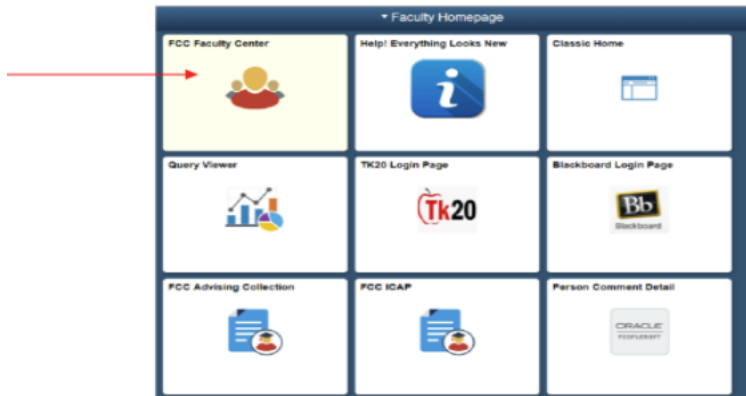 Faculty Homepage
FCC Faculty Center
Help! Everything Looks New
Classic Home
i
Query Viewer
TK20 Login Page
Blackboard Login Page
Tk20
Bb
Blackboard
FCC Advising Collection
FCC ICAP
Person Comment Detail
ORACLE
PEOPLESOFT